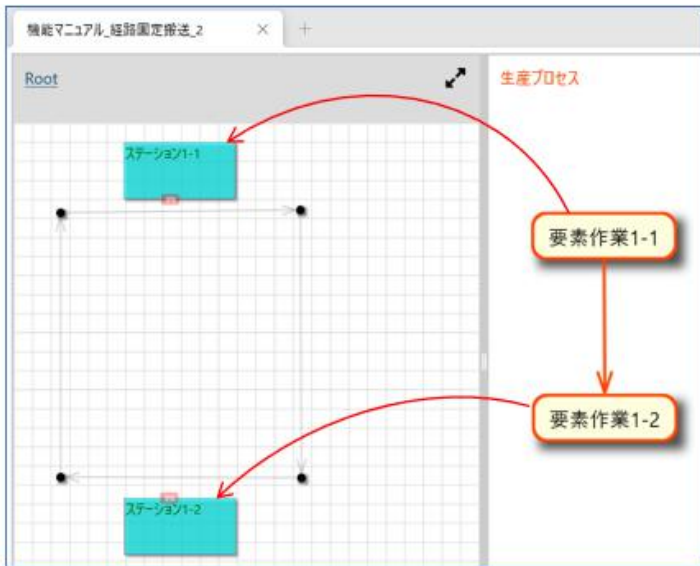 機能マニュアル_経路固定搬送_2
Root
生産プロセス
ステーション1-1
要素作業1-1
要素作業1-2
ステーション1-2